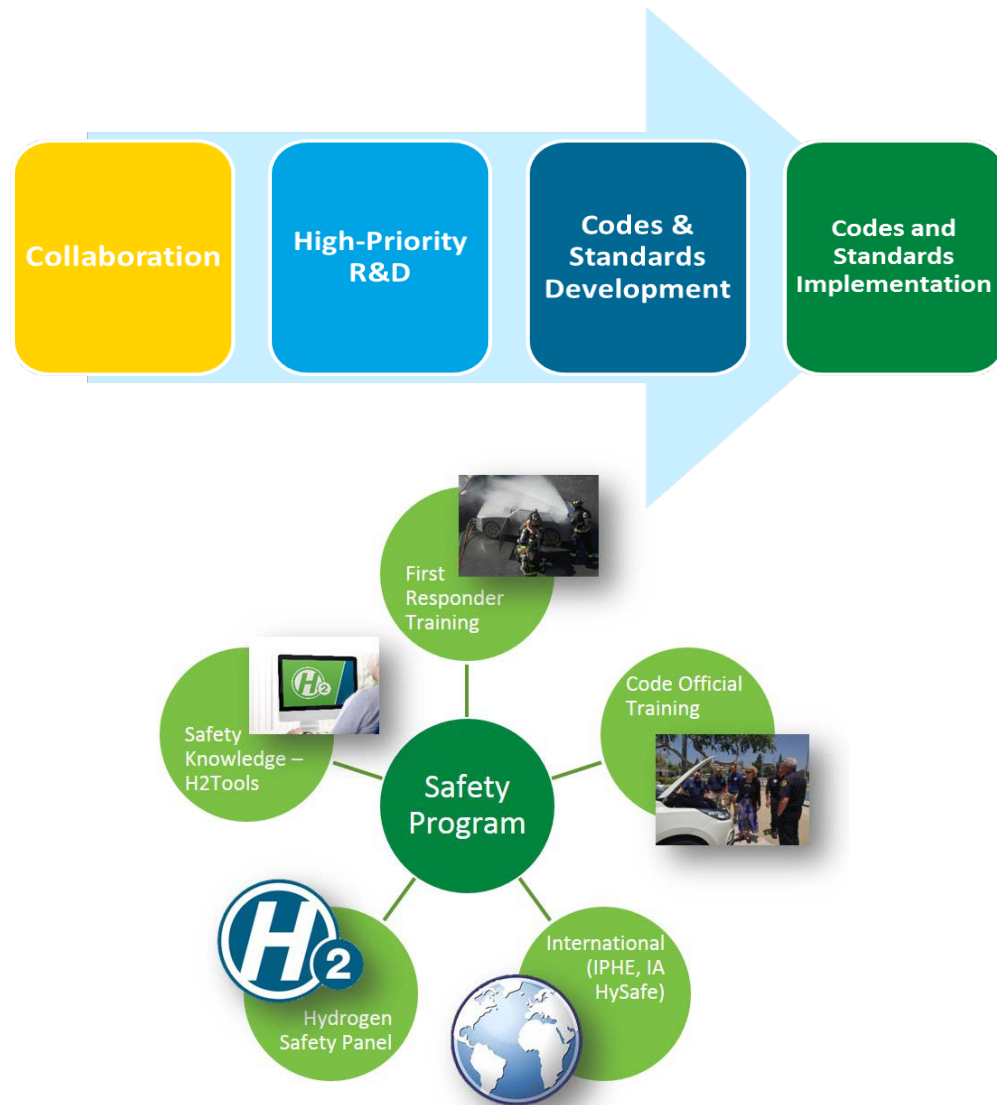 Collaboration
High-Priority
R&D
Codes &
Standards
Development
Codes and
Standards
Implementation
First
Responder
Training
H2
Safety
Knowledge –
H2Tools
Code Official
Training
Safety
Program
H2
Hydrogen
Safety Panel
International
(IPHE, IA
HySafe)